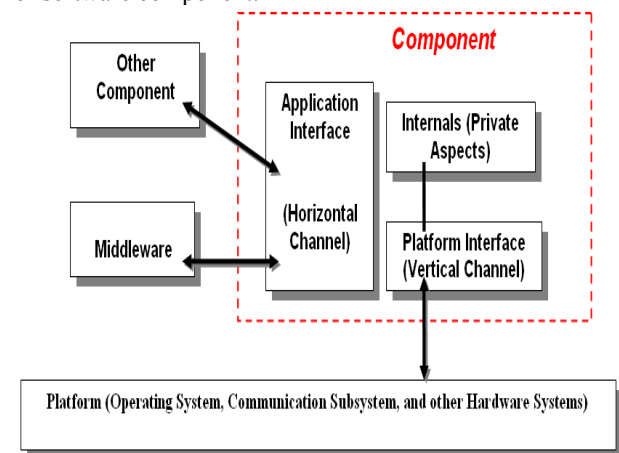 Component
Other
Component
Application
Interface
(Horizontal
Channel)
Internals (Private
Aspects)
Middleware
Platform Interface
(Vertical Channel)
Platform (Operating System, Communication Subsystem, and other Hardware Systems)